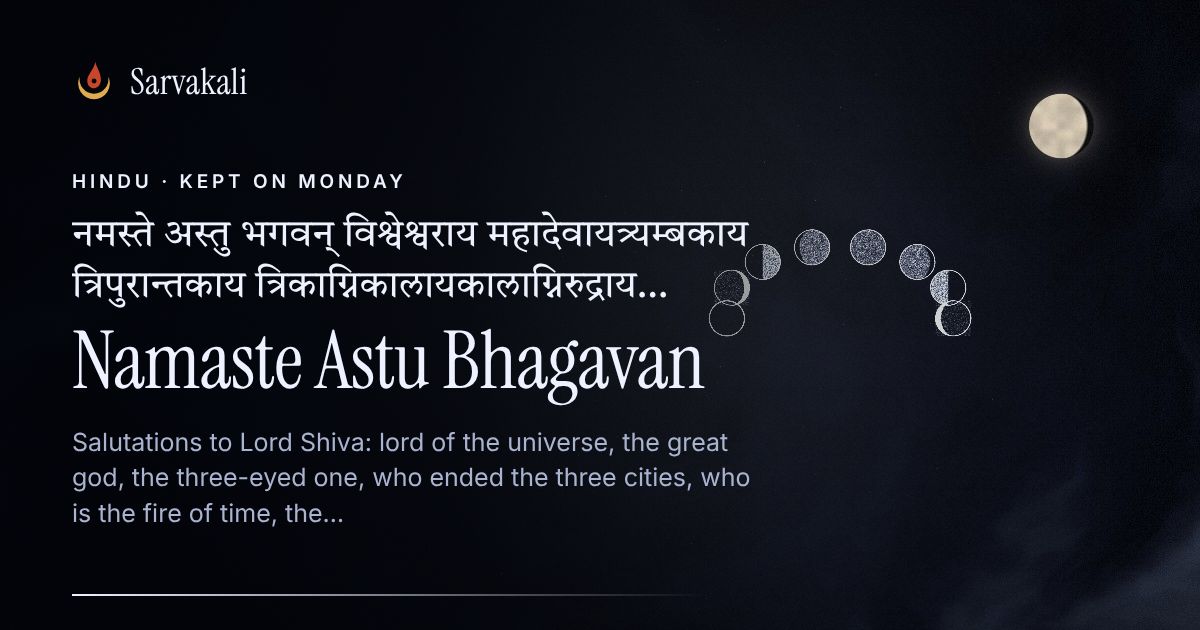 Sarvakali
HINDU · KEPT ON MONDAY
नमस्ते अस्तु भगवन् विश्वेश्वराय महादेवायत्र्यम्बकाय
त्रिपुरान्तकाय त्रिकाग्निकालायकालाग्निरुद्राय...
Namaste Astu Bhagavan
Salutations to Lord Shiva: lord of the universe, the great
god, the three-eyed one, who ended the three cities, who
is the fire of time, the...